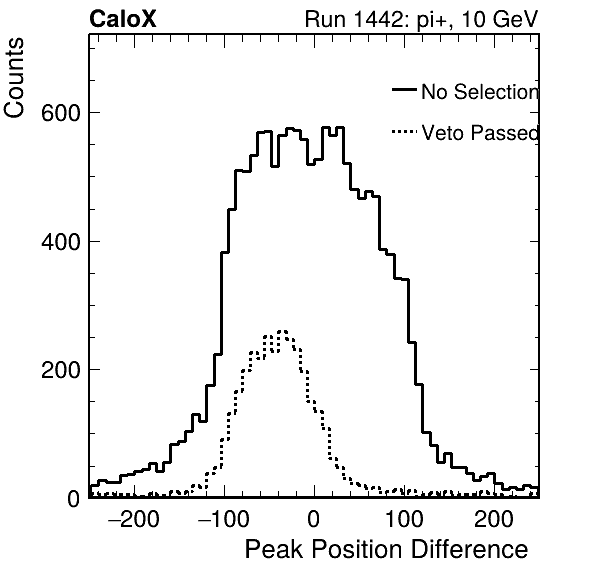 CaloX Run 1442: pi+, 10 GeV
Counts
No Selection
Veto Passed
600
400
200
0
−200 −100 0 100 200
Peak Position Difference